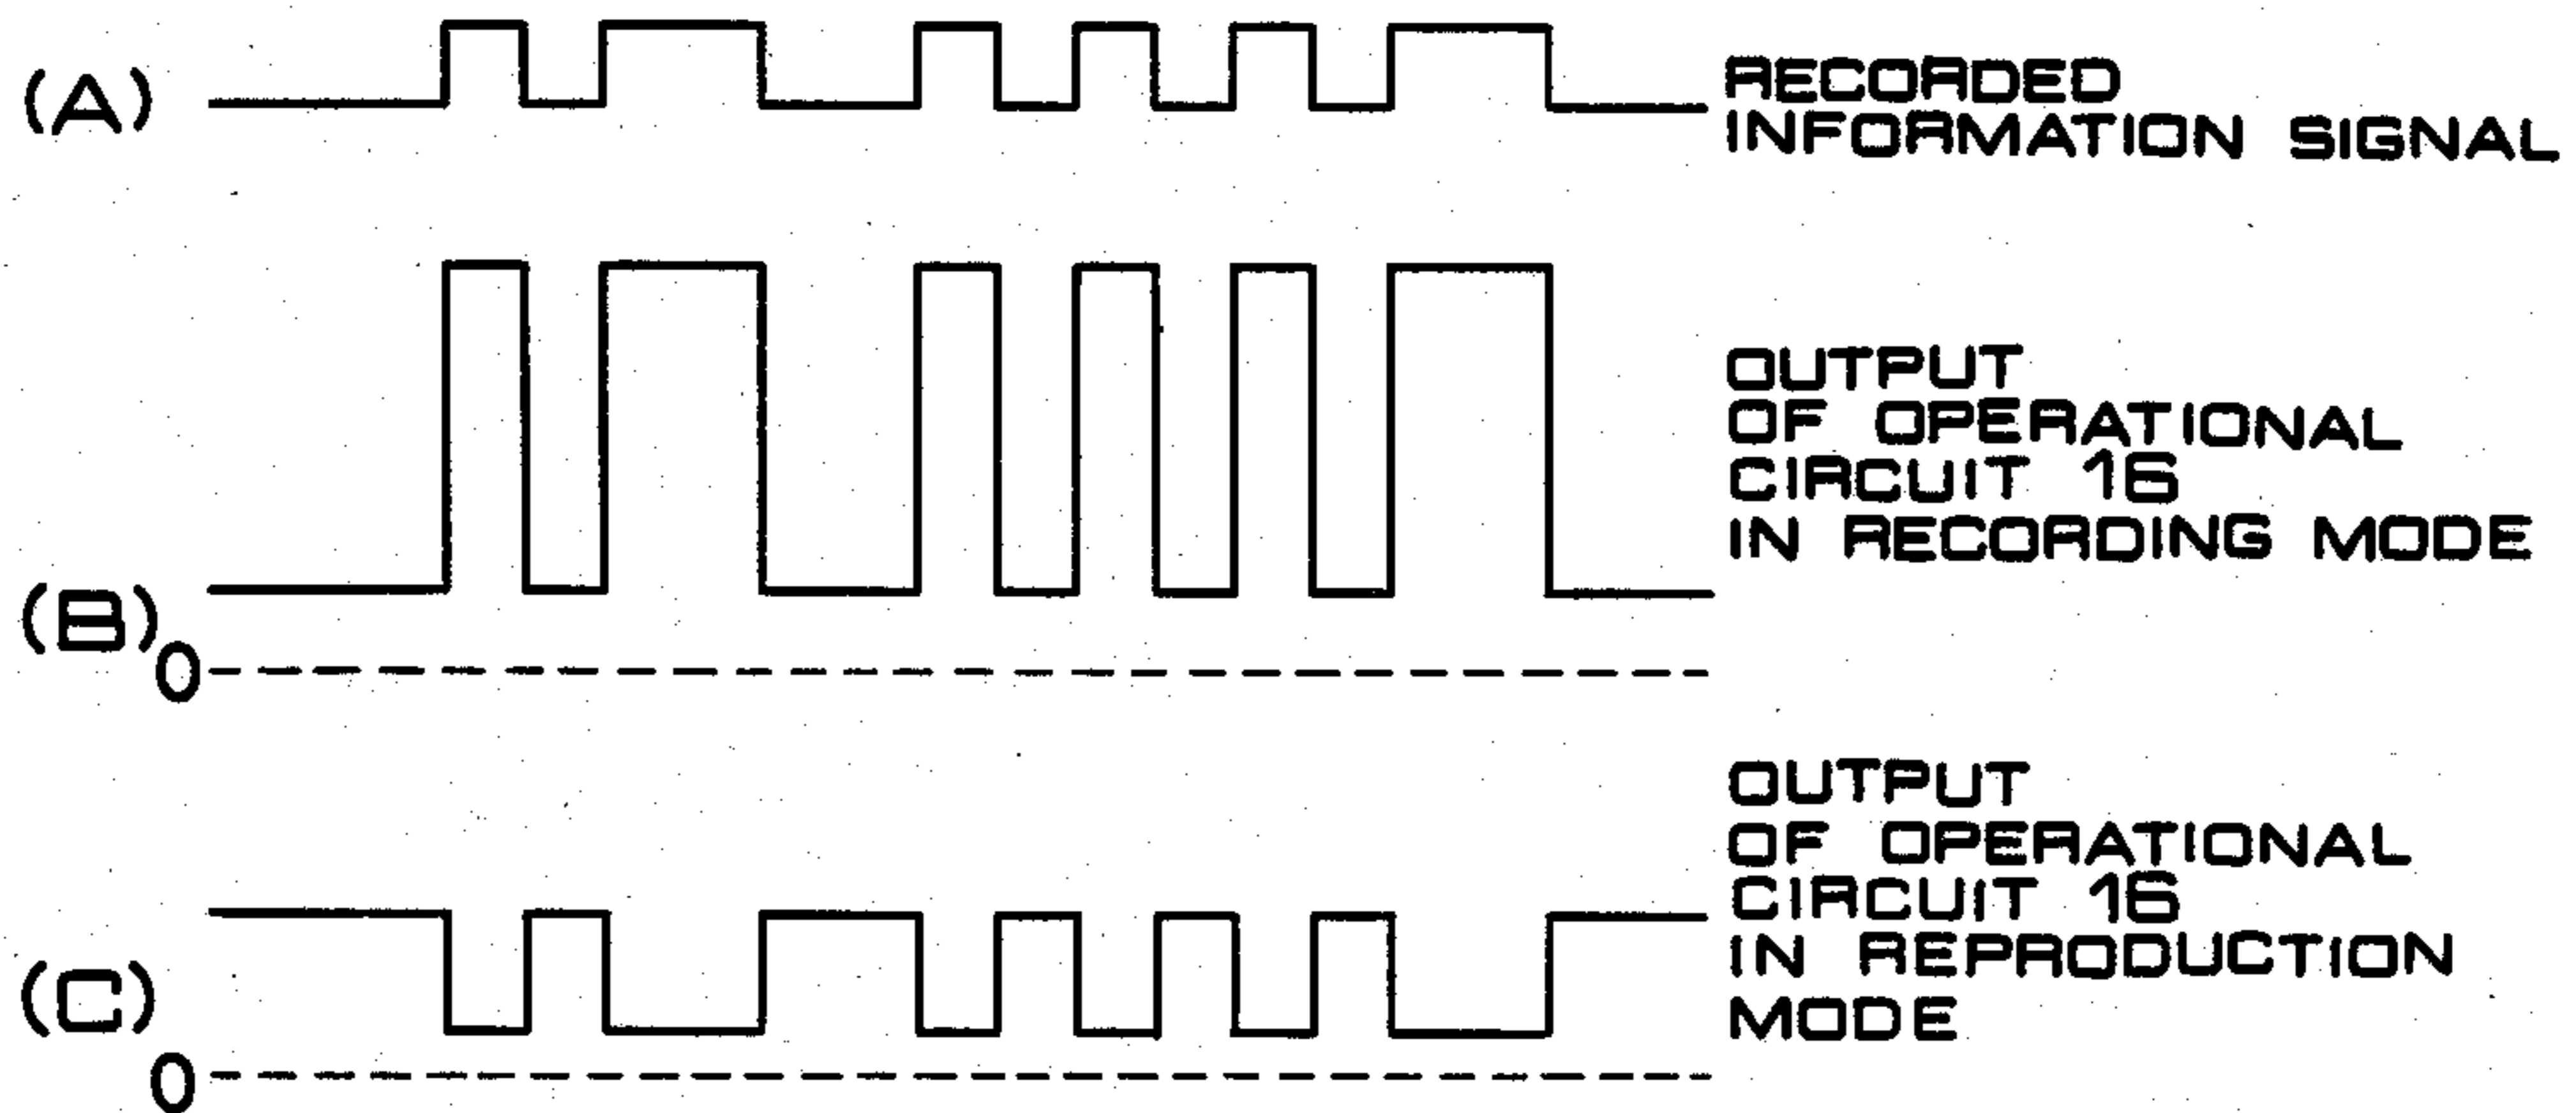 (A)
RECORDED
INFORMATION SIGNAL
OUTPUT
OF OPERATIONAL
CIRCUIT 16
IN RECORDING MODE
(B)
0
OUTPUT
OF OPERATIONAL
CIRCUIT 16
IN REPRODUCTION
MODE
(C)
0